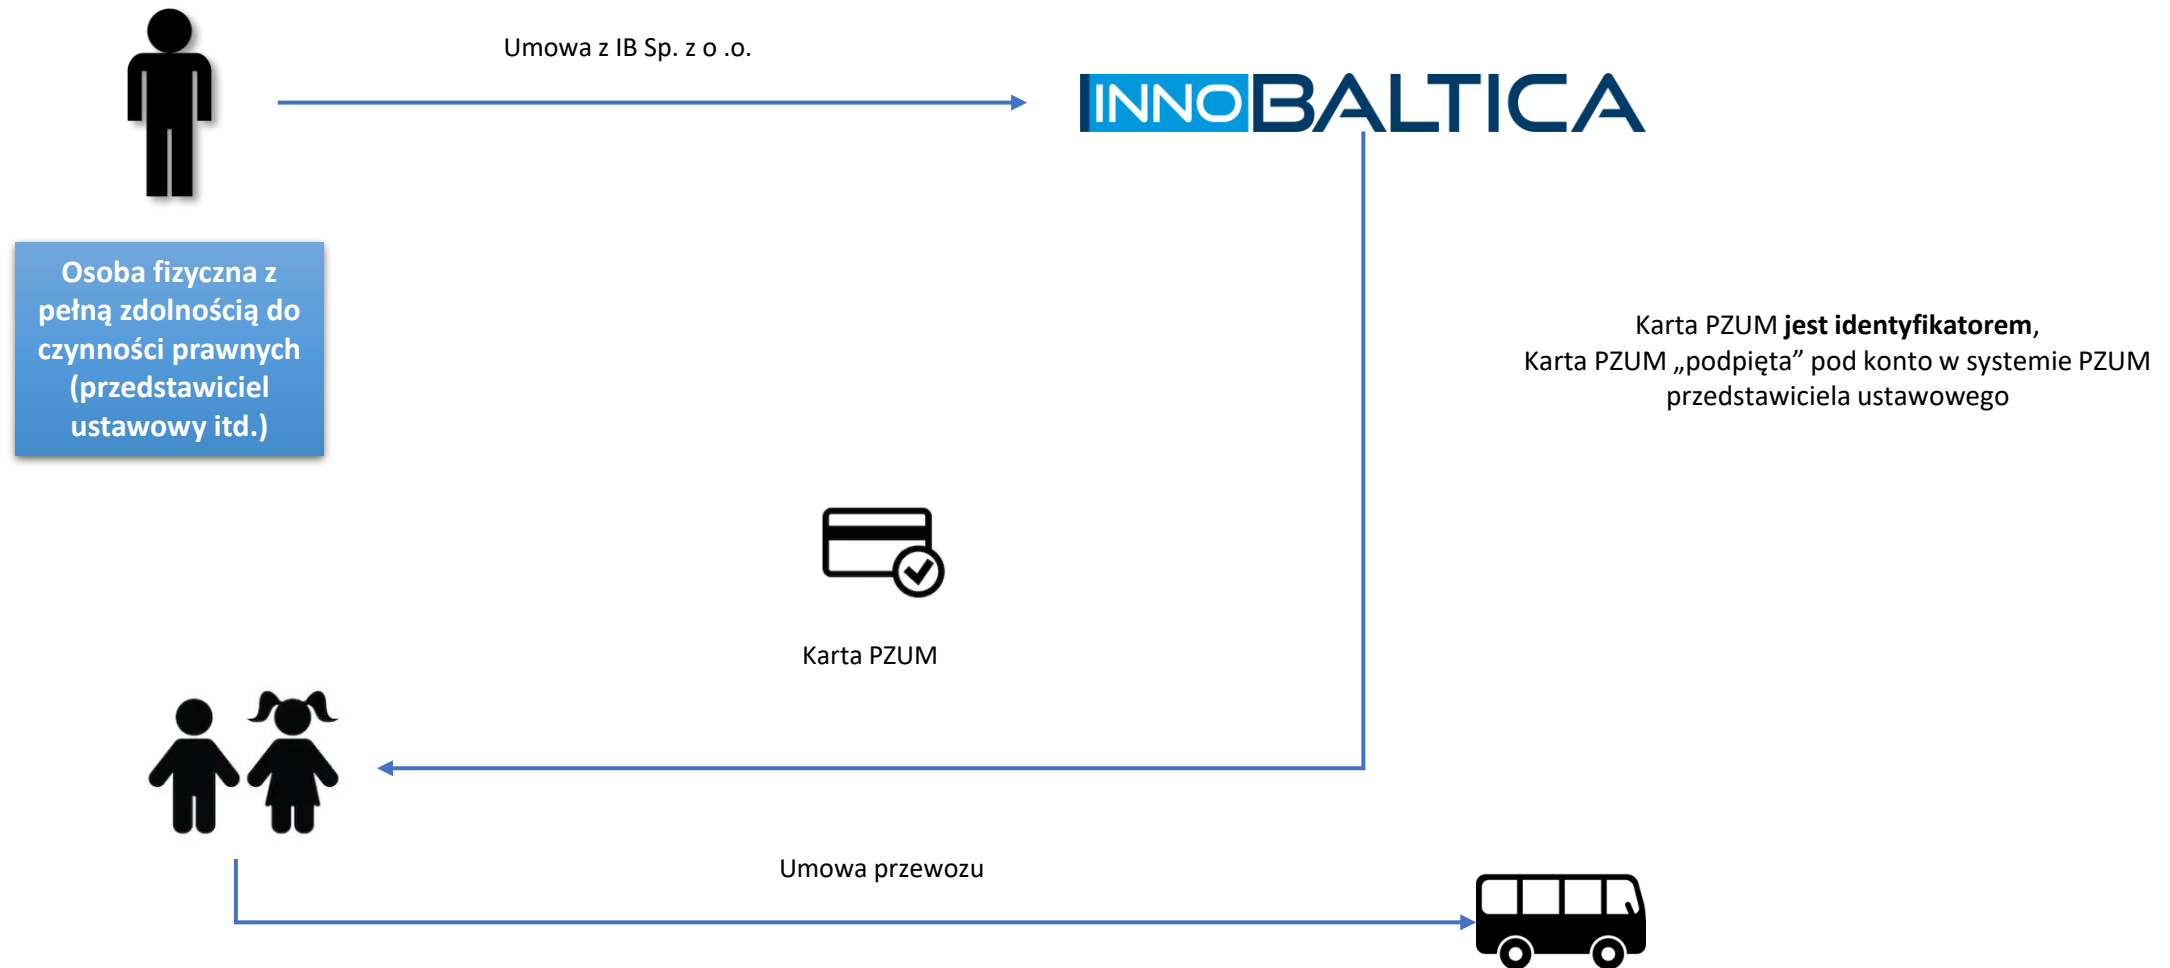 Umowa z IB Sp. z o .o.
INNOBALTICA
Osoba fizyczna z
pełną zdolnością do
czynności prawnych
(przedstawiciel
ustawowy itd.)
Karta PZUM jest identyfikatorem,
Karta PZUM „podpięta” pod konto w systemie PZUM
przedstawiciela ustawowego
Karta PZUM
Umowa przewozu